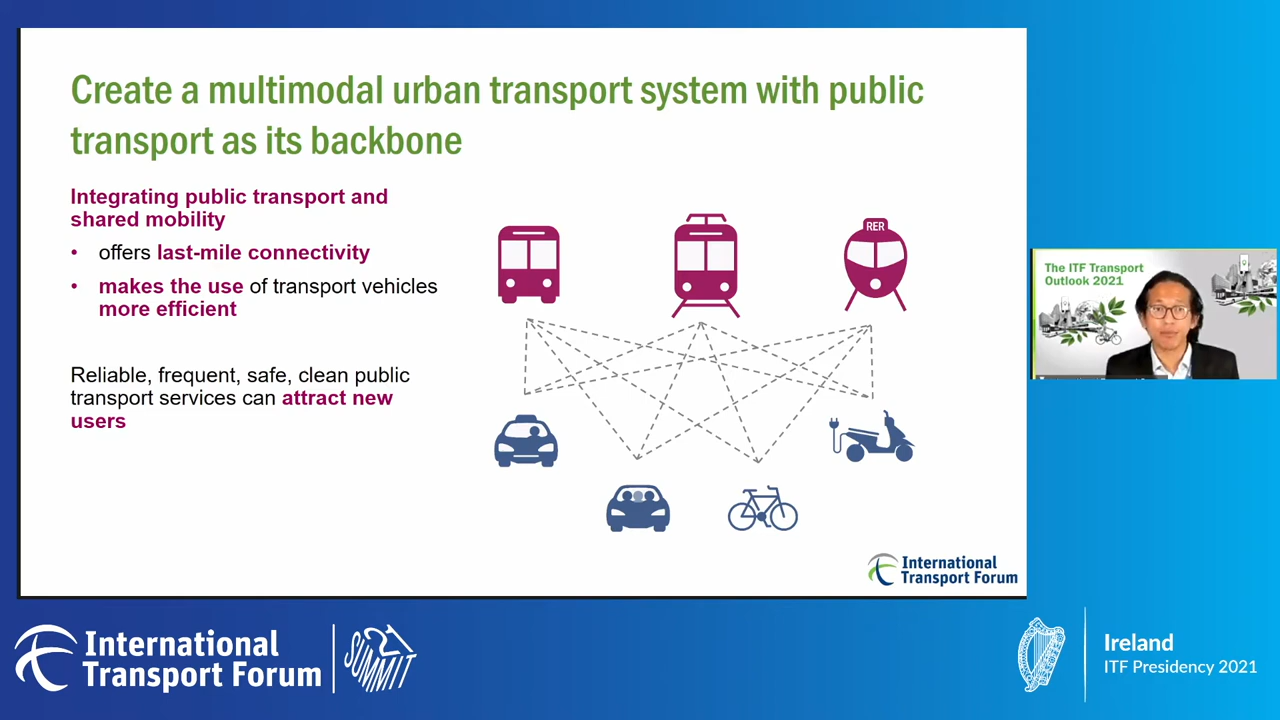 Create a multimodal urban transport system with public
transport as its backbone
Integrating public transport and
shared mobility
• offers last-mile connectivity
• makes the use of transport vehicles
more efficient
Reliable, frequent, safe, clean public
transport services can attract new
users
RER
International
Transport Forum
The ITF Transport
Outlook 2021
International
Transport Forum
21
SUMMIT
Ireland
ITF Presidency 2021